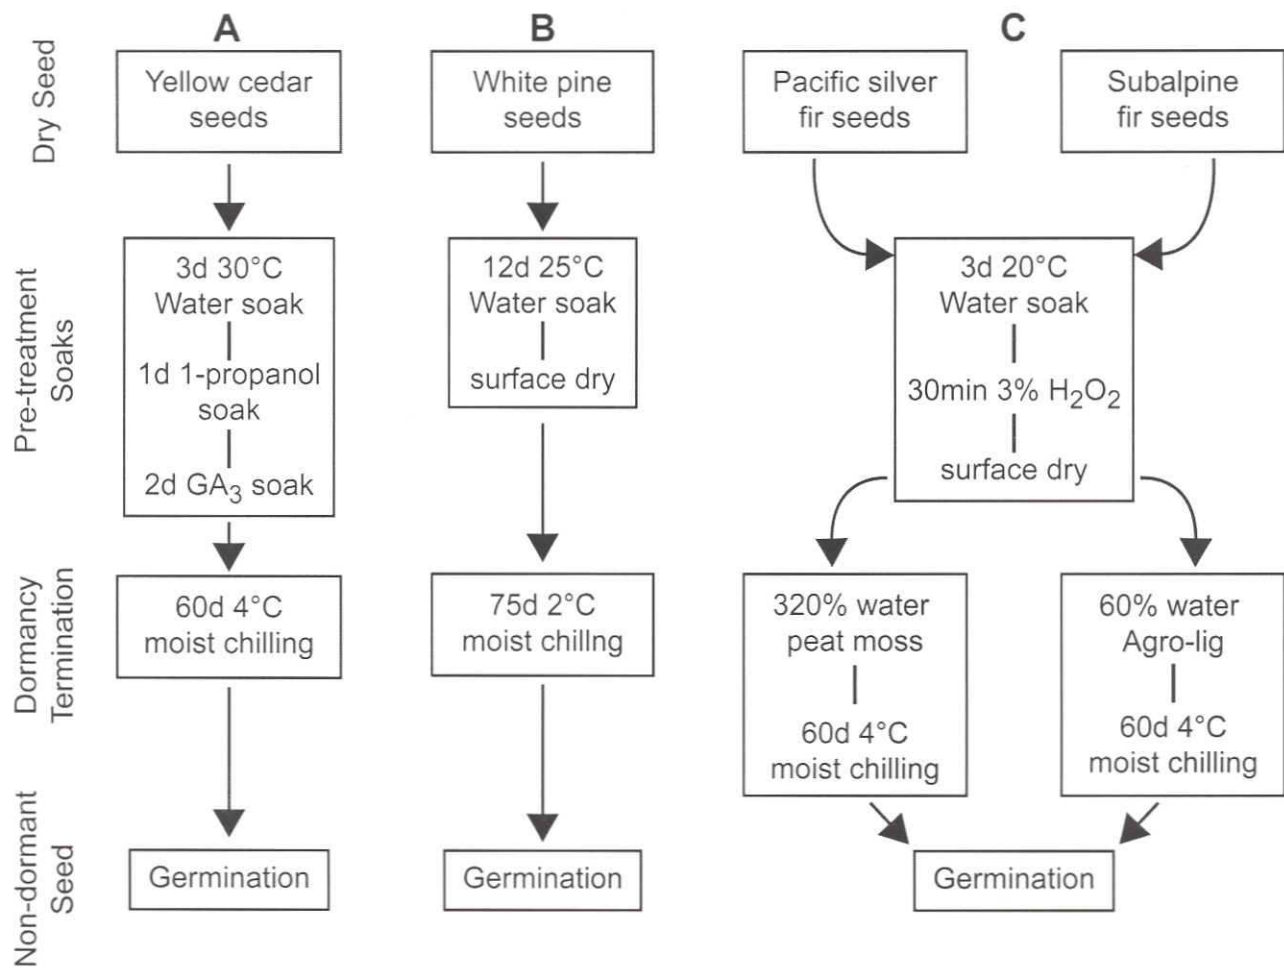 A
B
C
Dry Seed
Yellow cedar
seeds
White pine
seeds
Pacific silver
fir seeds
Subalpine
fir seeds
Pre-treatment
Soaks
3d 30°C
Water soak
1d 1-propanol
soak
2d GA₃ soak
12d 25°C
Water soak
surface dry
3d 20°C
Water soak
30min 3% H₂O₂
surface dry
Dormancy
Termination
60d 4°C
moist chilling
75d 2°C
moist chillng
320% water
peat moss
60d 4°C
moist chilling
60% water
Agro-lig
60d 4°C
moist chilling
Non-dormant
Seed
Germination
Germination
Germination